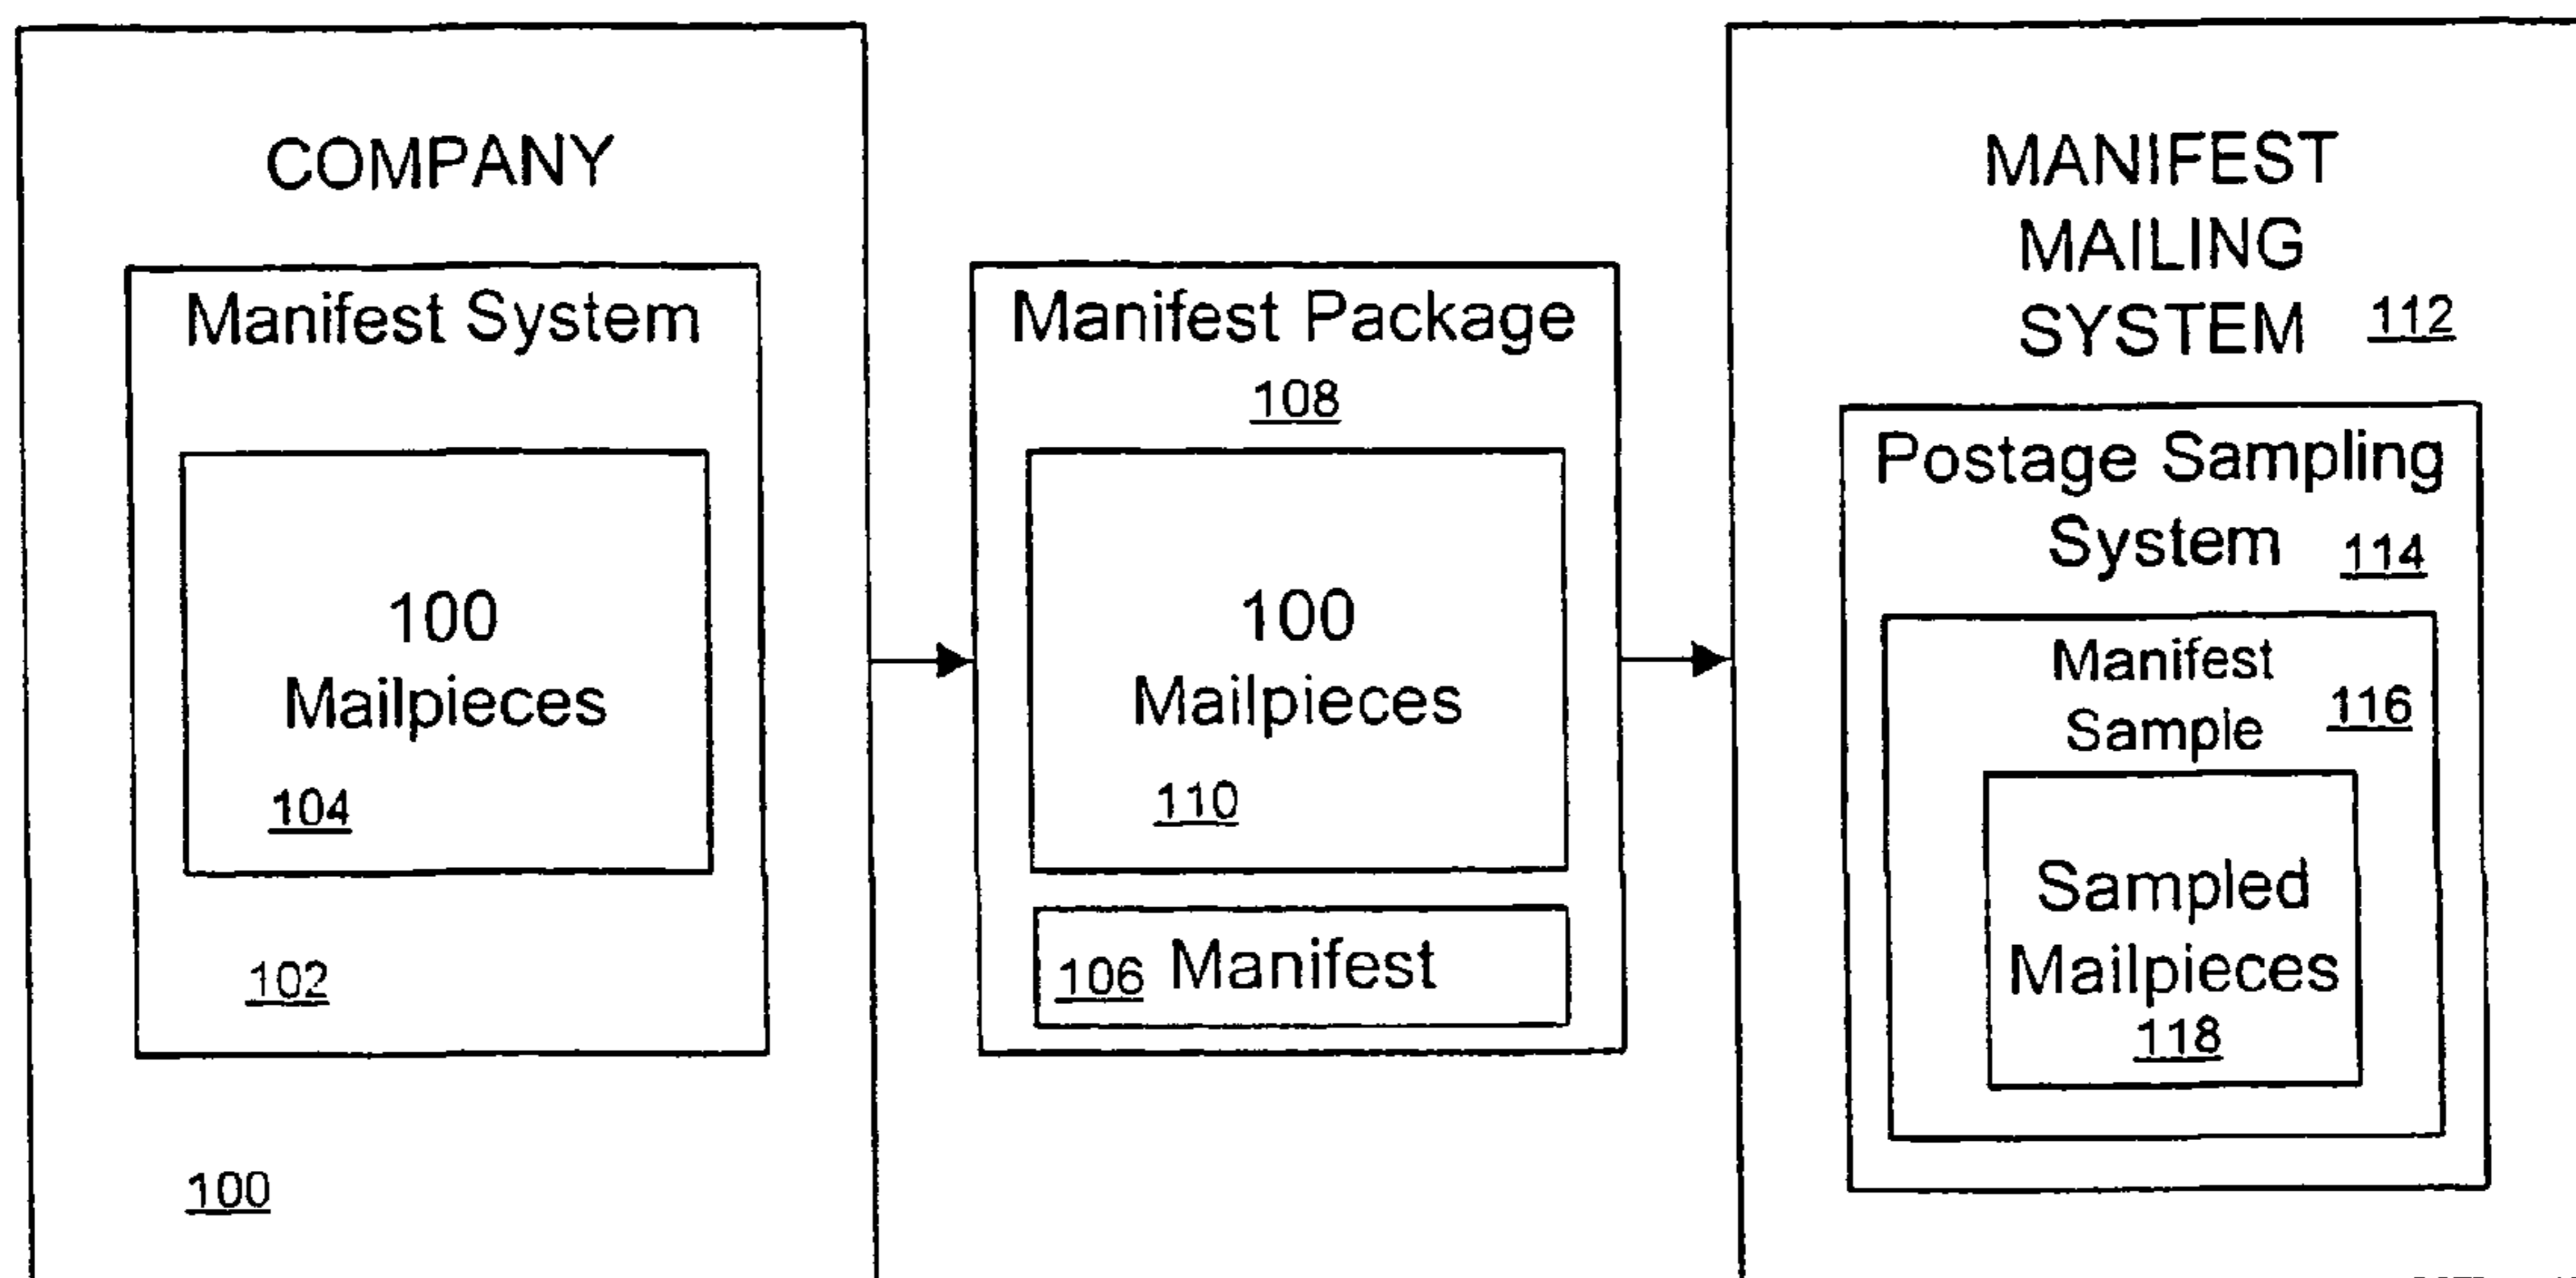 COMPANY
Manifest System
100
Mailpieces
104
102
100
Manifest Package
108
100
Mailpieces
110
106 Manifest
MANIFEST
MAILING
SYSTEM 112
Postage Sampling
System 114
Manifest
Sample 116
Sampled
Mailpieces
118